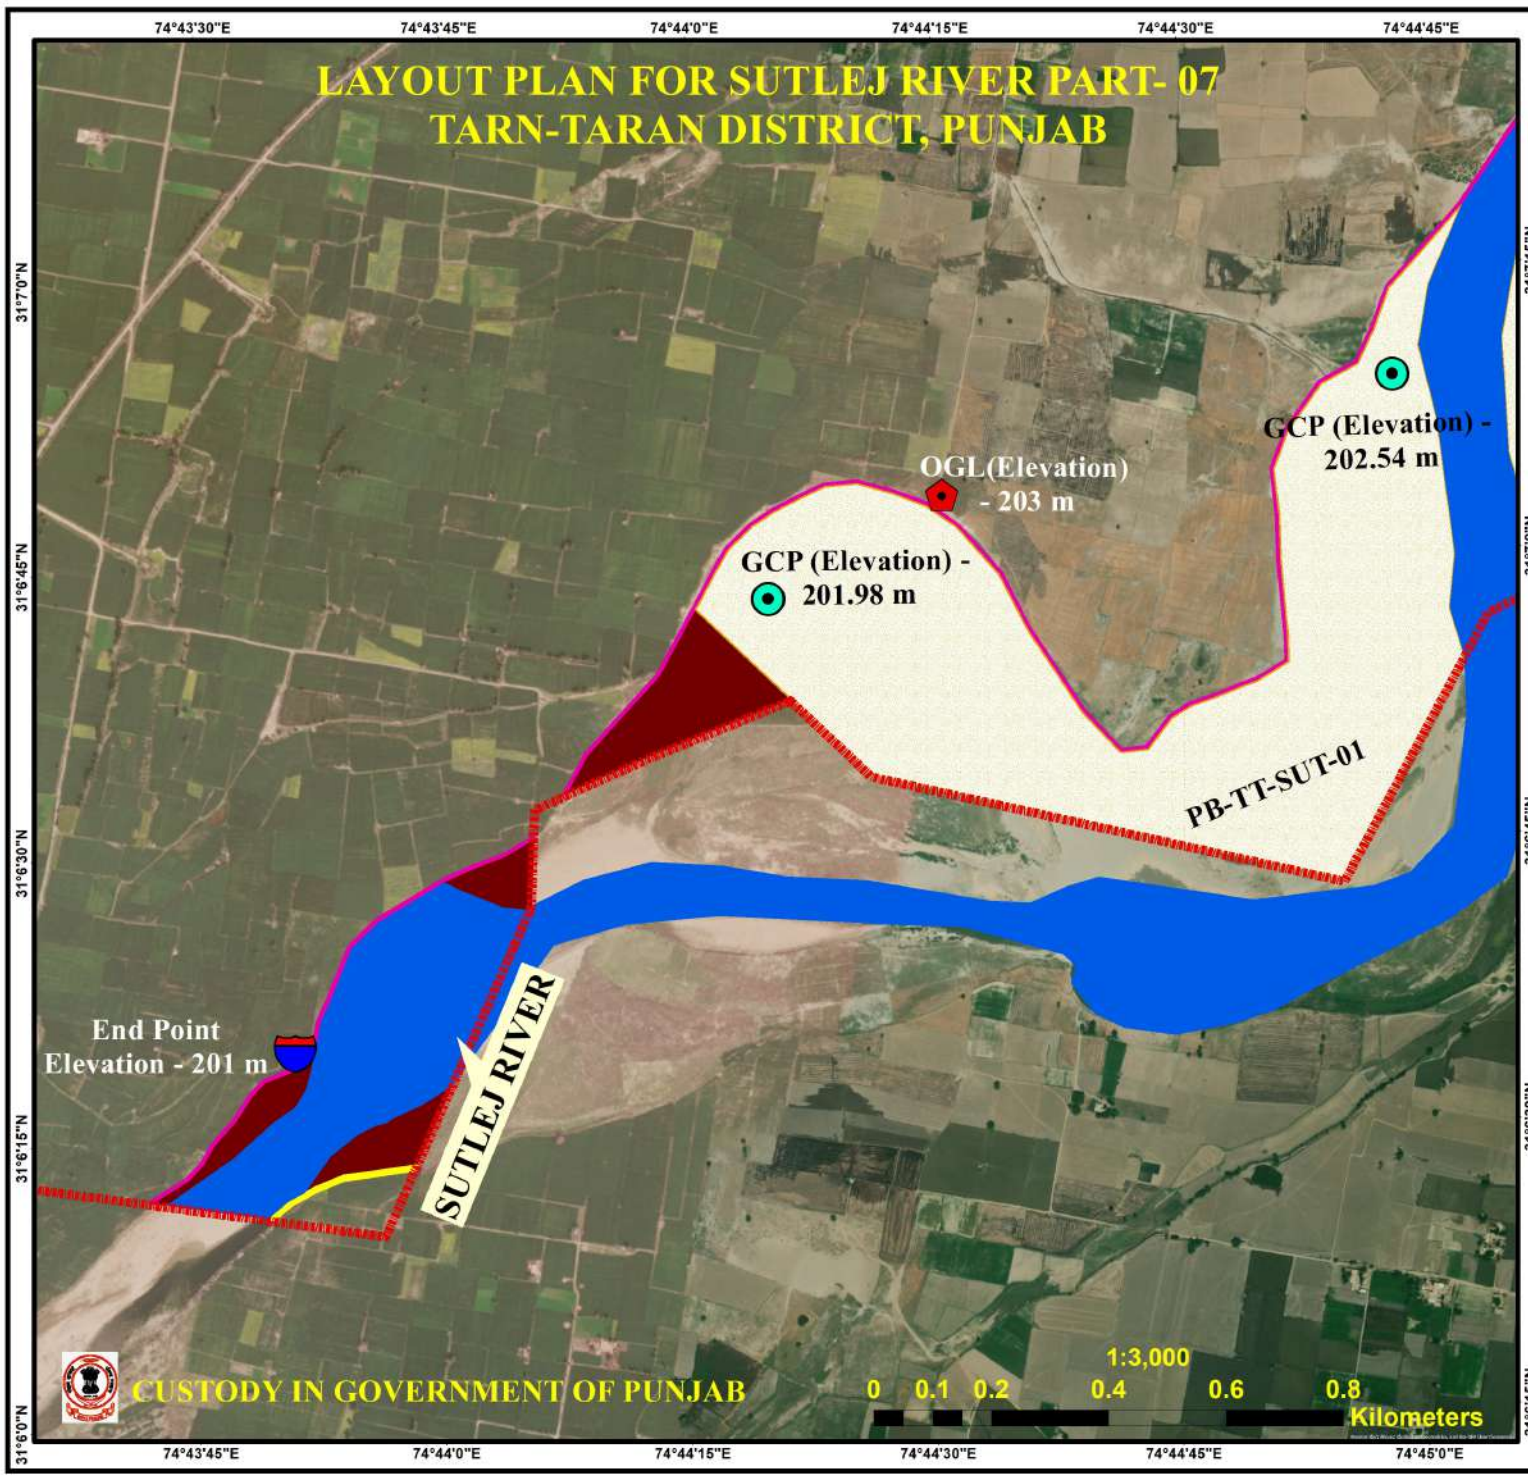 74°43'30"E 74°43'45"E 74°44'0"E 74°44'15"E 74°44'30"E 74°44'45"E
LAYOUT PLAN FOR SUTLEJ RIVER PART- 07
TARN-TARAN DISTRICT, PUNJAB
31°7'0"N
31°6'45"N
31°6'30"N
31°6'15"N
31°6'0"N
GCP (Elevation) -
202.54 m
OGL(Elevation)
- 203 m
GCP (Elevation) -
201.98 m
PB-TT-SUT-01
End Point
Elevation - 201 m
SUTLEJ RIVER
CUSTODY IN GOVERNMENT OF PUNJAB
1:3,000
0 0.1 0.2 0.4 0.6 0.8
Kilometers
74°43'45"E 74°44'0"E 74°44'15"E 74°44'30"E 74°44'45"E 74°45'0"E